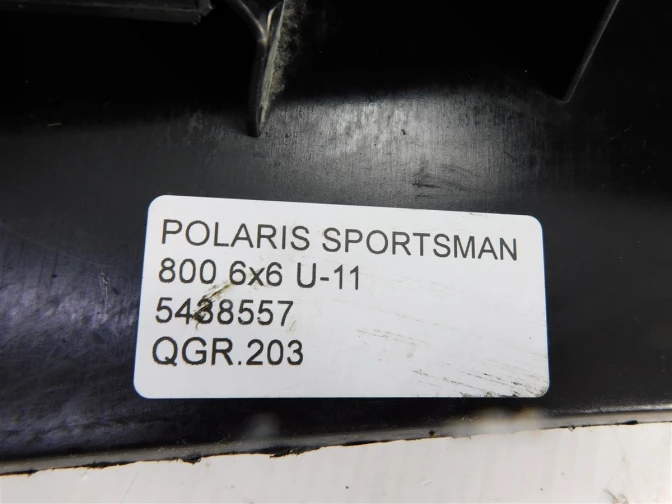 POLARIS SPORTSMAN
800 6x6 U-11
5438557
QGR.203